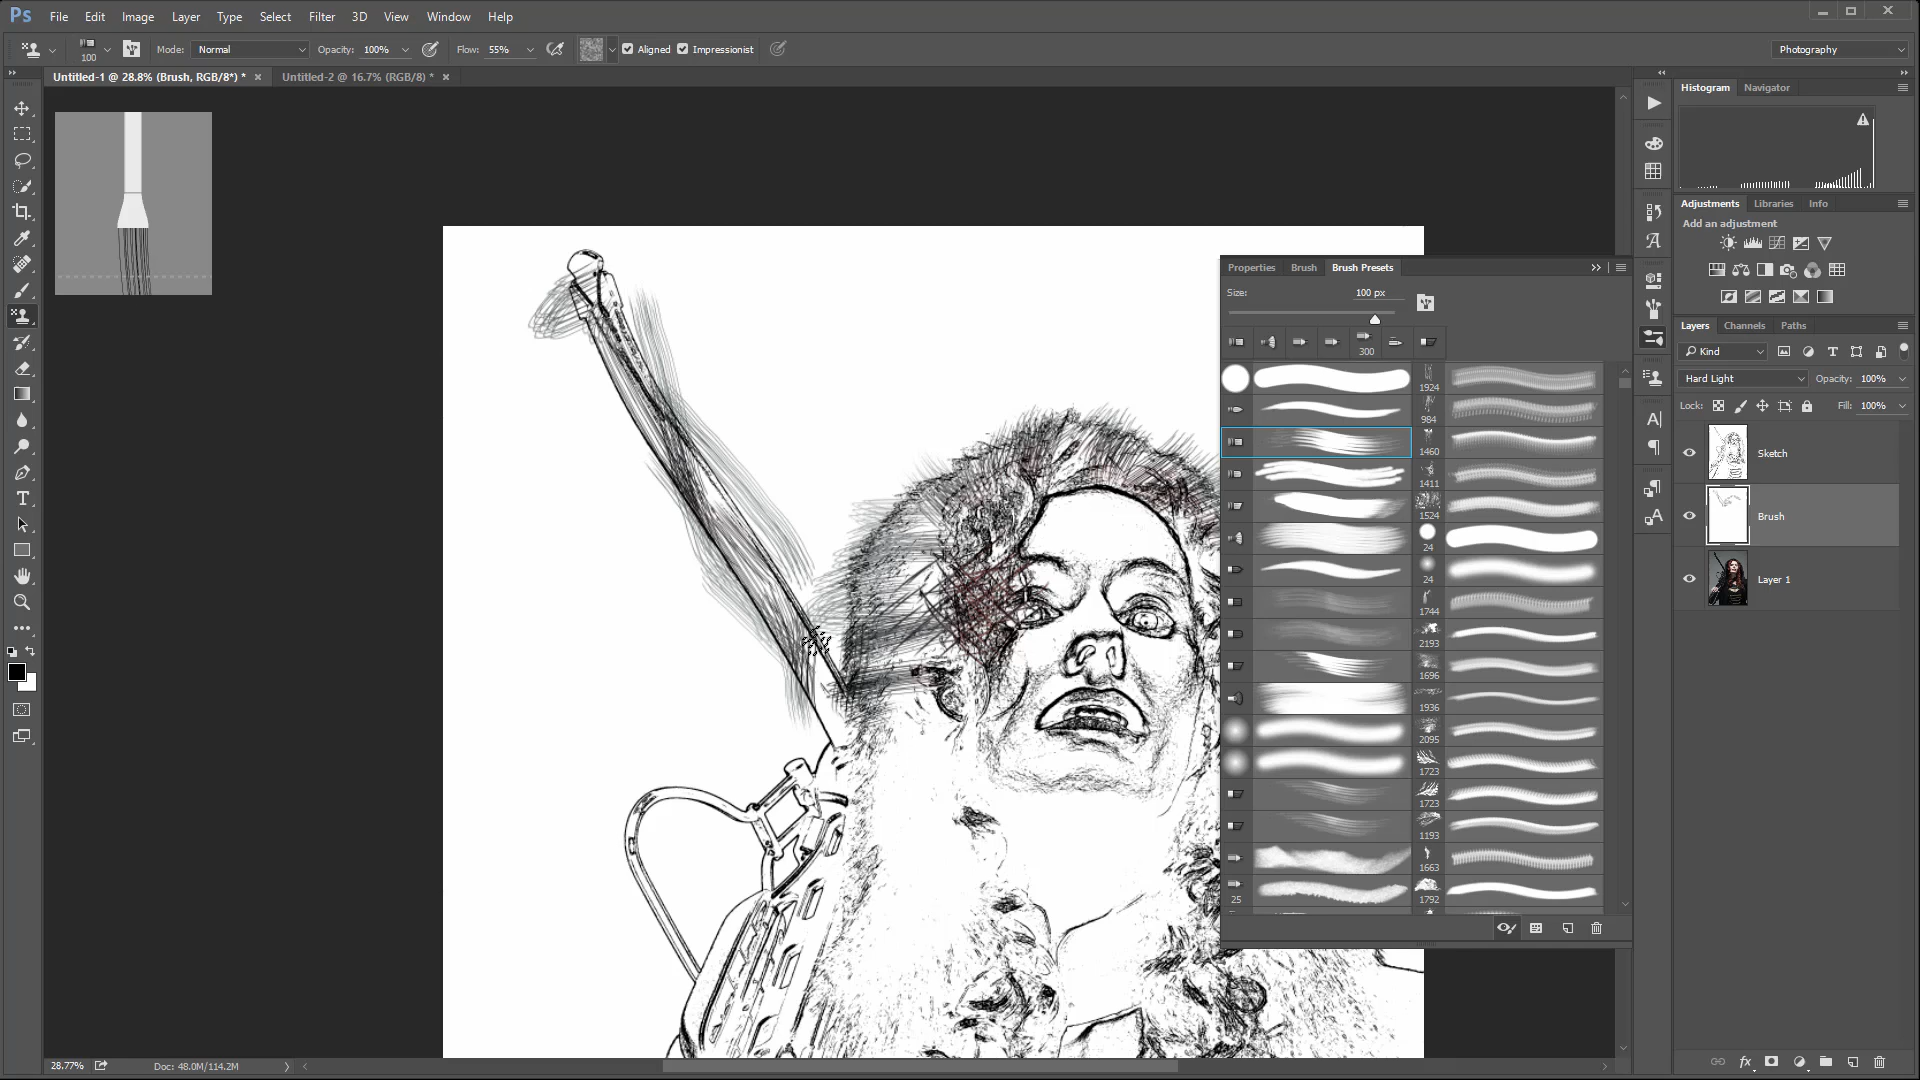 Ps File Edit Image Layer Type Select Filter 3D View Window Help
100 Mode: Normal Opacity: 100% Flow: 55% Aligned Impressionist Photography
Untitled-1 @ 28.8% (Brush, RGB/8*) * × Untitled-2 @ 16.7% (RGB/8) * ×
Histogram Navigator
Adjustments Libraries Info
Add an adjustment
Properties Brush Brush Presets
Size: 100 px
300
1924
984
1460
1411
1524
24
24
1744
2193
1696
1936
2095
1723
1723
1193
1663
25 1792
Layers Channels Paths
Kind
Hard Light Opacity: 100%
Lock: Fill: 100%
Sketch
Brush
Layer 1
28.77% Doc: 48.0M/114.2M
fx